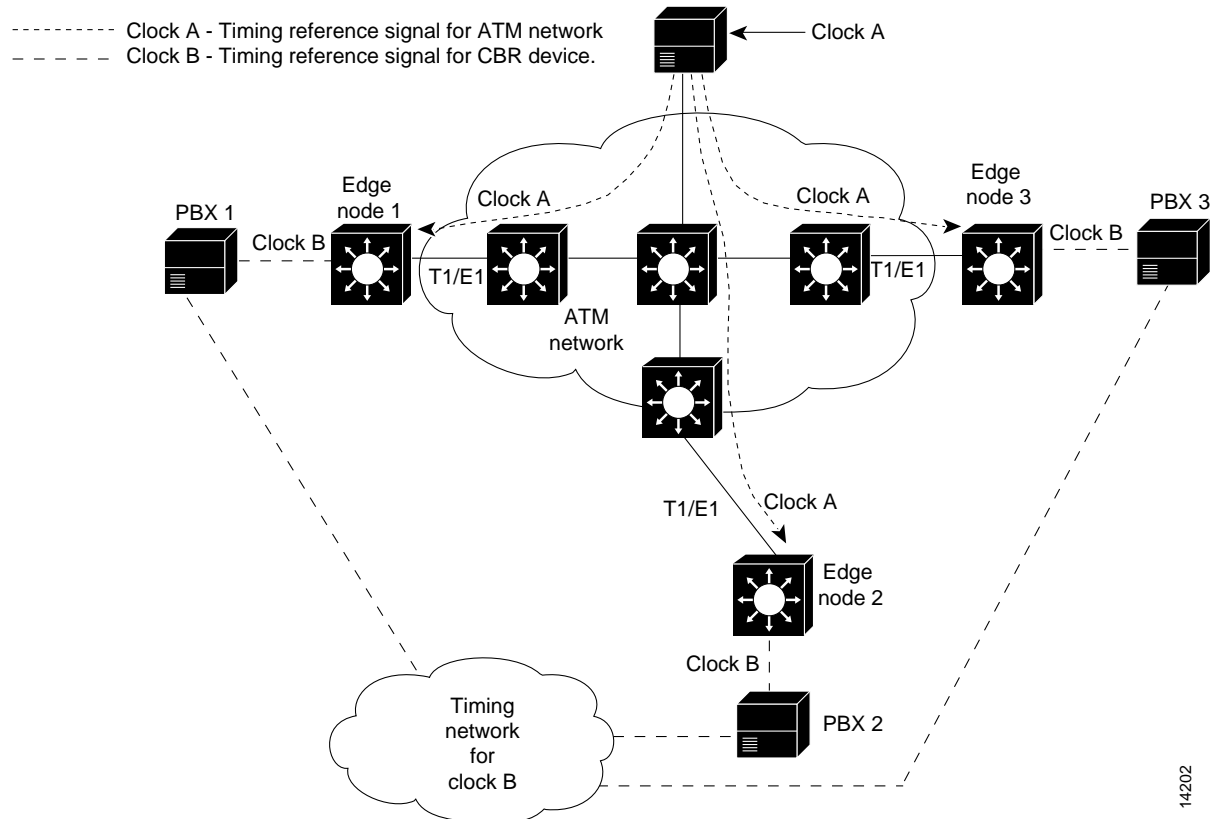 Clock A - Timing reference signal for ATM network
Clock B - Timing reference signal for CBR device.
Clock A
Edge
node 1
Clock A
Clock A
Edge
node 3
PBX 1
PBX 3
Clock B
Clock B
T1/E1
T1/E1
ATM
network
T1/E1
Clock A
Edge
node 2
Clock B
PBX 2
Timing
network
for
clock B
14202